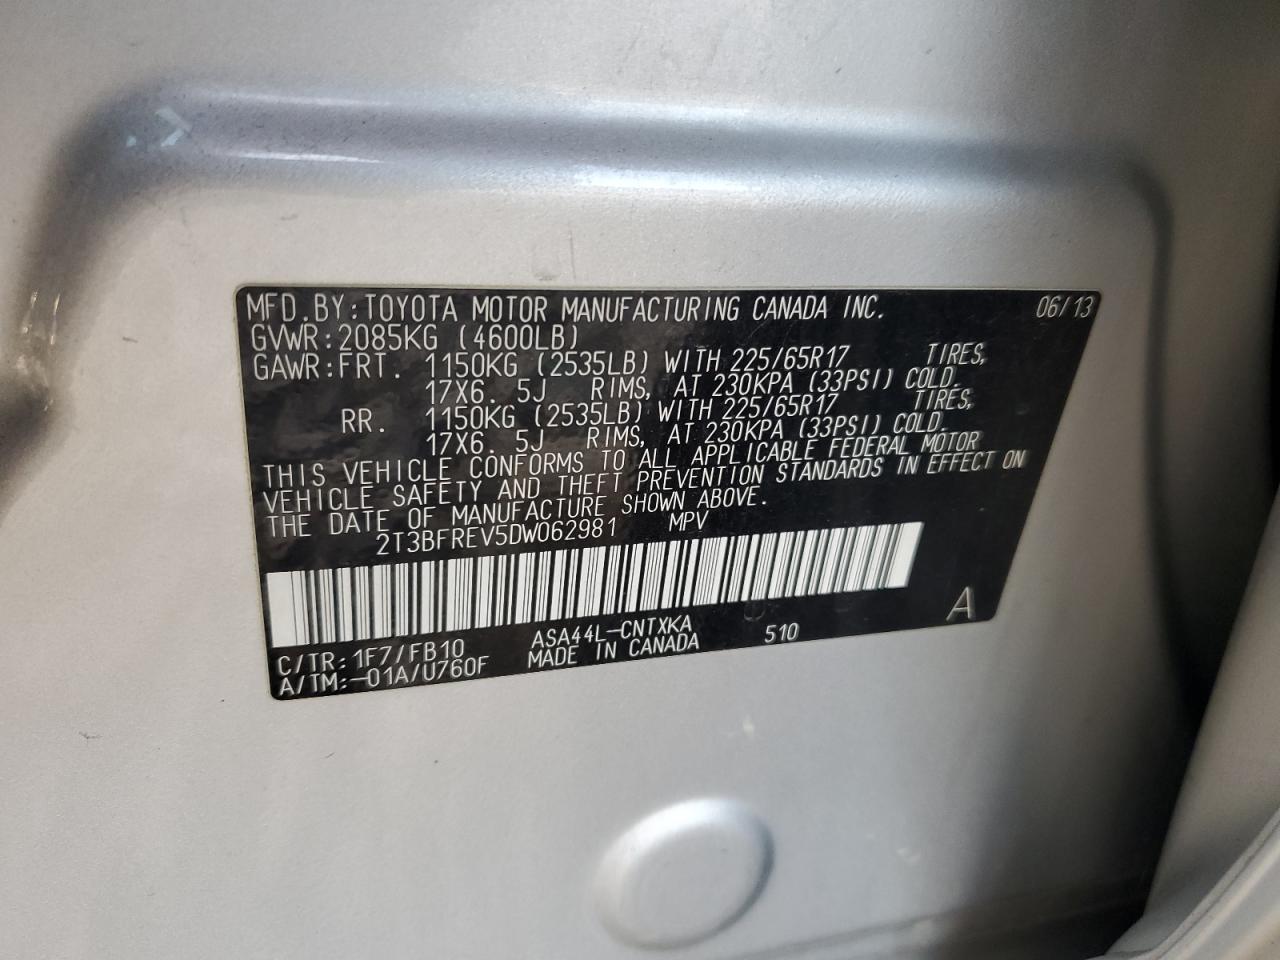 MFD.BY:TOYOTA MOTOR MANUFACTURING CANADA INC. 06/13
GVWR:2085KG (4600LB)
GAWR:FRT. 1150KG (2535LB) WITH 225/65R17 TIRES,
17X6. 5J RIMS, AT 230KPA (33PSI) COLD.
RR. 1150KG (2535LB) WITH 225/65R17 TIRES,
17X6. 5J RIMS, AT 230KPA (33PSI) COLD.
THIS VEHICLE CONFORMS TO ALL APPLICABLE FEDERAL MOTOR
VEHICLE SAFETY AND THEFT PREVENTION STANDARDS IN EFFECT ON
THE DATE OF MANUFACTURE SHOWN ABOVE.
2T3BFREV5DW062981 MPV
A
C/TR:1F7/FB10 ASA44L-CNTXKA 510
A/TM:-01A/U760F MADE IN CANADA